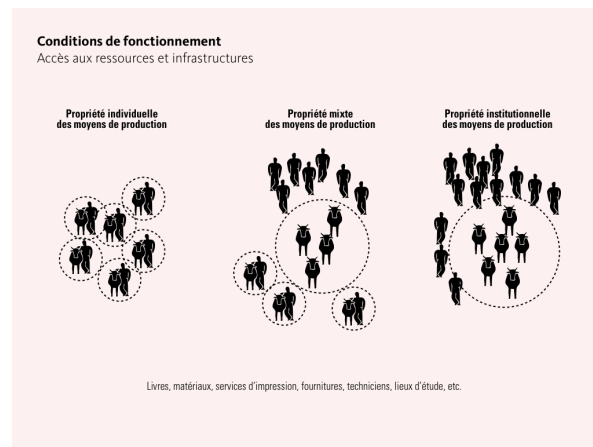 Conditions de fonctionnement
Accès aux ressources et infrastructures
Propriété individuelle
des moyens de production
Propriété mixte
des moyens de production
Propriété institutionnelle
des moyens de production
Livres, matériaux, services d'impression, fournitures, techniciens, lieux d'étude, etc.